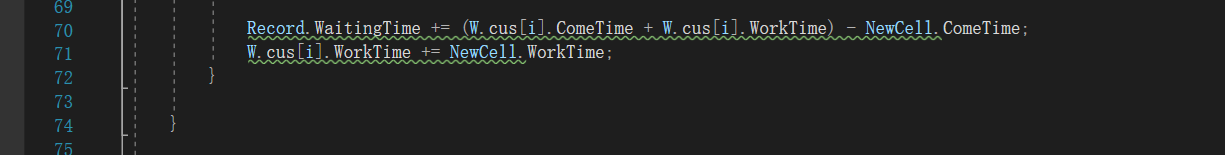 69
70 Record.WaitingTime += (W.cus[i].ComeTime + W.cus[i].WorkTime) - NewCell.ComeTime;
71 W.cus[i].WorkTime += NewCell.WorkTime;
72 }
73
74 }
75